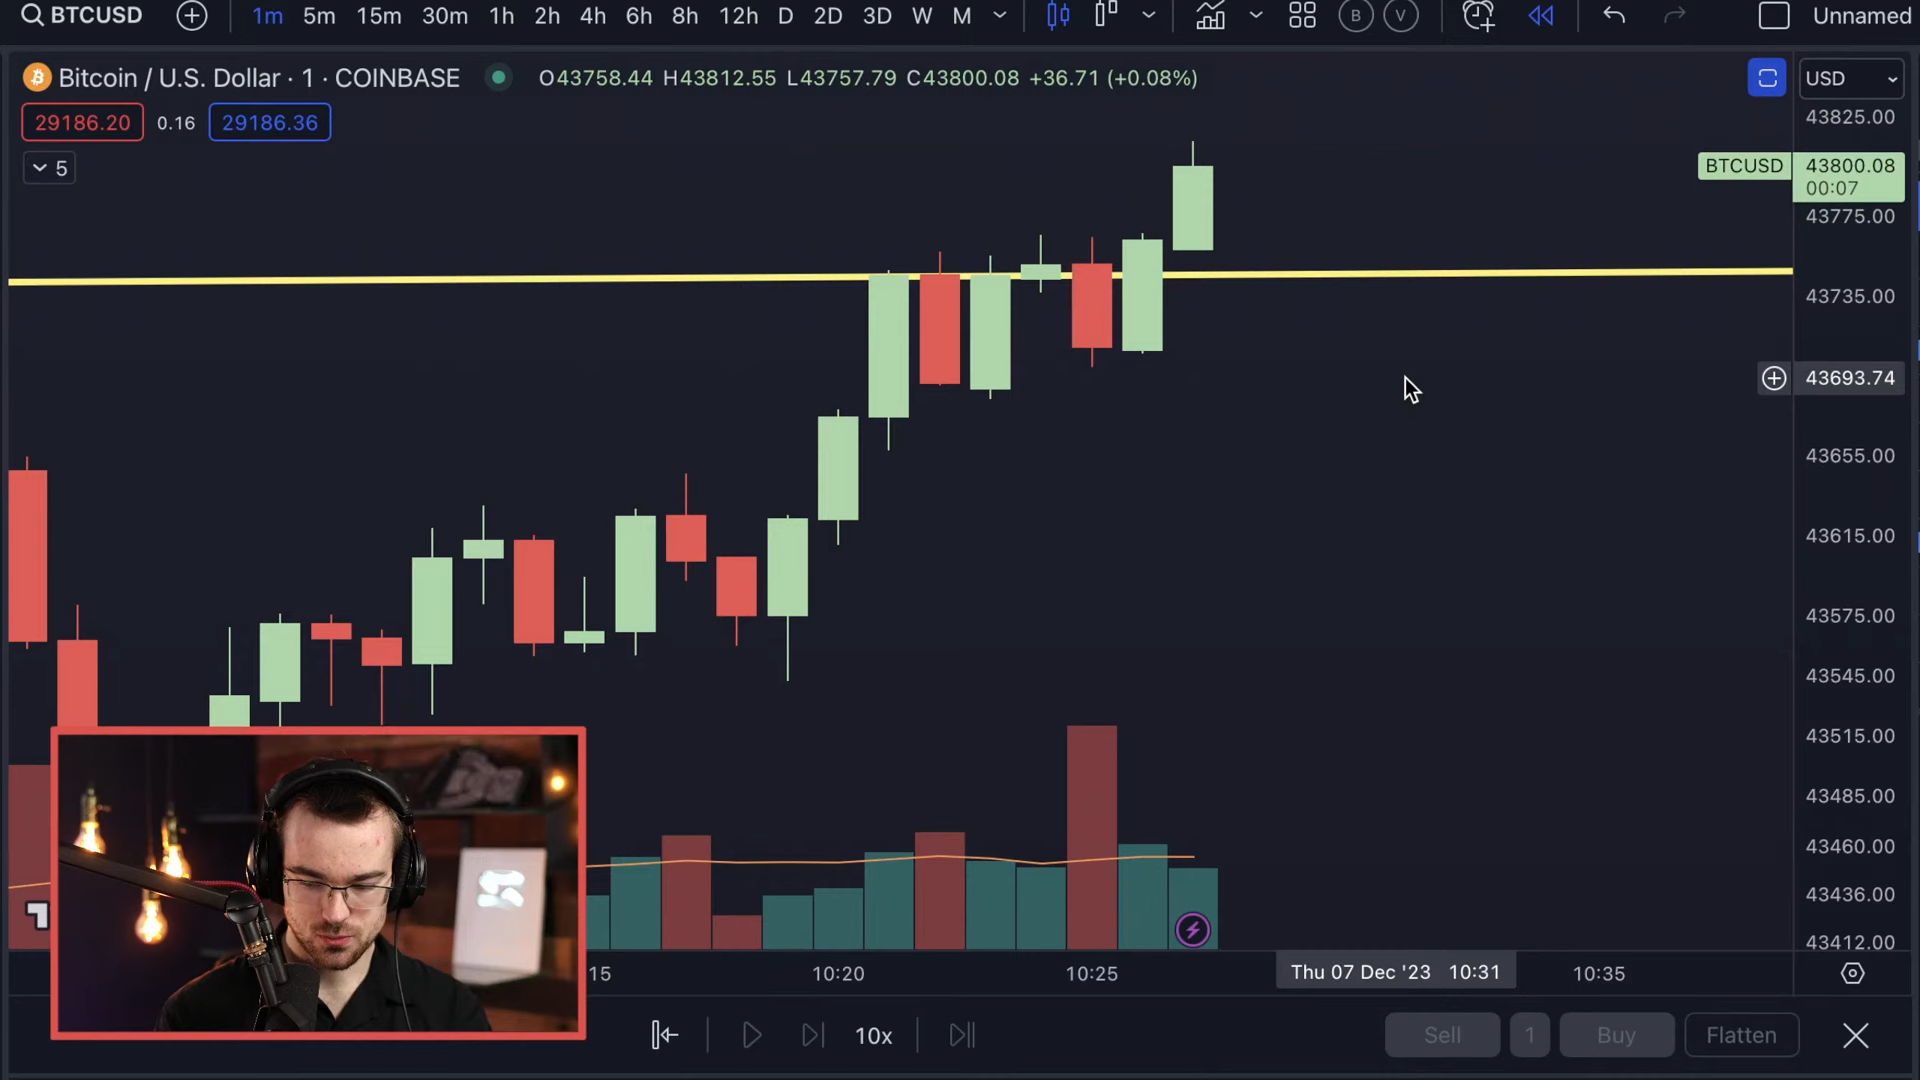 BTCUSD 1m 5m 15m 30m 1h 2h 4h 6h 8h 12h D 2D 3D W M B V Unnamed
Bitcoin / U.S. Dollar · 1 · COINBASE O43758.44 H43812.55 L43757.79 C43800.08 +36.71 (+0.08%) USD
29186.20 0.16 29186.36
5
43825.00
BTCUSD 43800.08
00:07
43775.00
43735.00
43693.74
43655.00
43615.00
43575.00
43545.00
43515.00
43485.00
43460.00
43436.00
43412.00
15 10:20 10:25 Thu 07 Dec '23 10:31 10:35
10x Sell 1 Buy Flatten